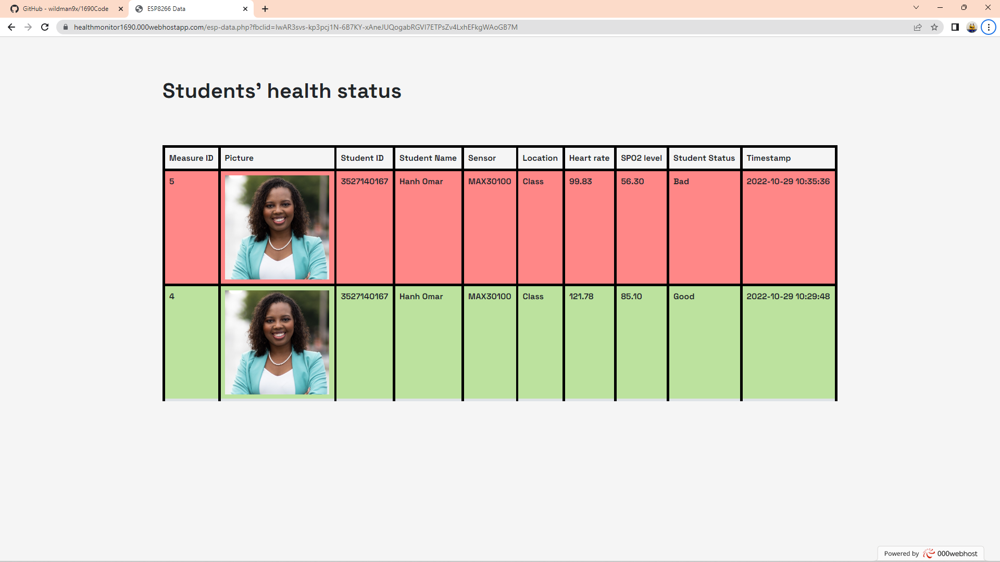 GitHub - wildman9x/1690Code
ESP8266 Data
healthmonitor1690.000webhostapp.com/esp-data.php?fbclid=IwAR3svs-kp3pcj1N-6B7KY-xAneJUQogabRGVI7ETPsZv4LxhEFkgWAoGB7M
Students’ health status
Measure ID Picture Student ID Student Name Sensor Location Heart rate SPO2 level Student Status Timestamp
5 3527140167 Hanh Omar MAX30100 Class 99.83 56.30 Bad 2022-10-29 10:35:36
4 3527140167 Hanh Omar MAX30100 Class 121.78 85.10 Good 2022-10-29 10:29:48
Powered by 000webhost